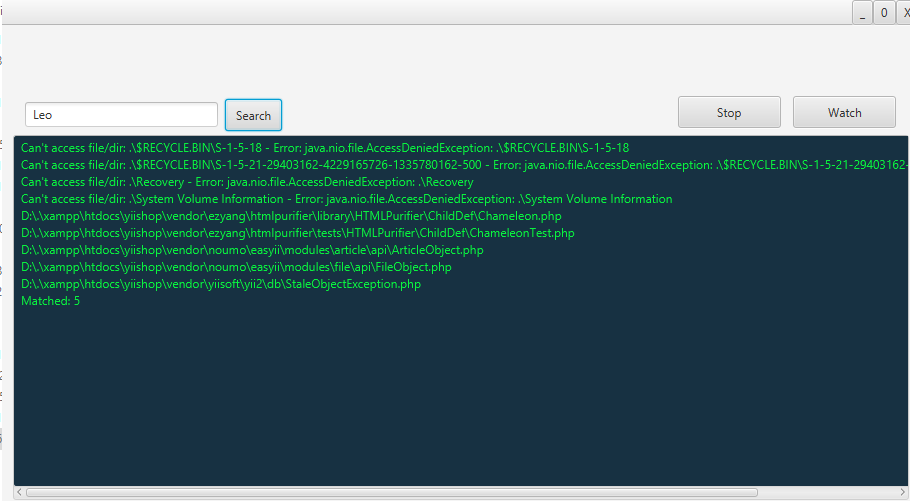 _ 0 X
Leo Search Stop Watch
Can't access file/dir: .\$RECYCLE.BIN\S-1-5-18 - Error: java.nio.file.AccessDeniedException: .\$RECYCLE.BIN\S-1-5-18
Can't access file/dir: .\$RECYCLE.BIN\S-1-5-21-29403162-4229165726-1335780162-500 - Error: java.nio.file.AccessDeniedException: .\$RECYCLE.BIN\S-1-5-21-29403162-
Can't access file/dir: .\Recovery - Error: java.nio.file.AccessDeniedException: .\Recovery
Can't access file/dir: .\System Volume Information - Error: java.nio.file.AccessDeniedException: .\System Volume Information
D:\.\xampp\htdocs\yiishop\vendor\ezyang\htmlpurifier\library\HTMLPurifier\ChildDef\Chameleon.php
D:\.\xampp\htdocs\yiishop\vendor\ezyang\htmlpurifier\tests\HTMLPurifier\ChildDef\ChameleonTest.php
D:\.\xampp\htdocs\yiishop\vendor\noumo\easyii\modules\article\api\ArticleObject.php
D:\.\xampp\htdocs\yiishop\vendor\noumo\easyii\modules\file\api\FileObject.php
D:\.\xampp\htdocs\yiishop\vendor\yiisoft\yii2\db\StaleObjectException.php
Matched: 5